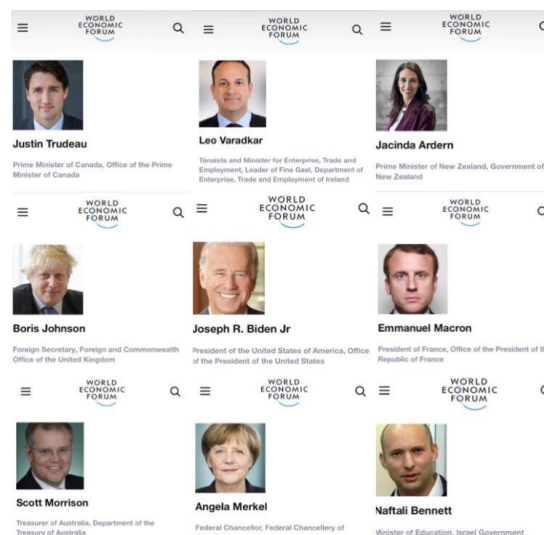 WORLD
ECONOMIC
FORUM
WORLD
ECONOMIC
FORUM
WORLD
ECONOMIC
FORUM
Justin Trudeau
Prime Minister of Canada, Office of the Prime
Minister of Canada
Leo Varadkar
Tánaiste and Minister for Enterprise, Trade and
Employment, Leader of Fine Gael, Department of
Enterprise, Trade and Employment of Ireland
Jacinda Ardern
Prime Minister of New Zealand, Government of
New Zealand
WORLD
ECONOMIC
FORUM
WORLD
ECONOMIC
FORUM
WORLD
ECONOMIC
FORUM
Boris Johnson
Foreign Secretary, Foreign and Commonwealth
Office of the United Kingdom
Joseph R. Biden Jr
President of the United States of America, Office
of the President of the United States
Emmanuel Macron
President of France, Office of the President of
Republic of France
WORLD
ECONOMIC
FORUM
WORLD
ECONOMIC
FORUM
WORLD
ECONOMIC
FORUM
Scott Morrison
Treasurer of Australia, Department of the
Treasury of Australia
Angela Merkel
Federal Chancellor, Federal Chancellery of
Naftali Bennett
Minister of Education, Israel Government